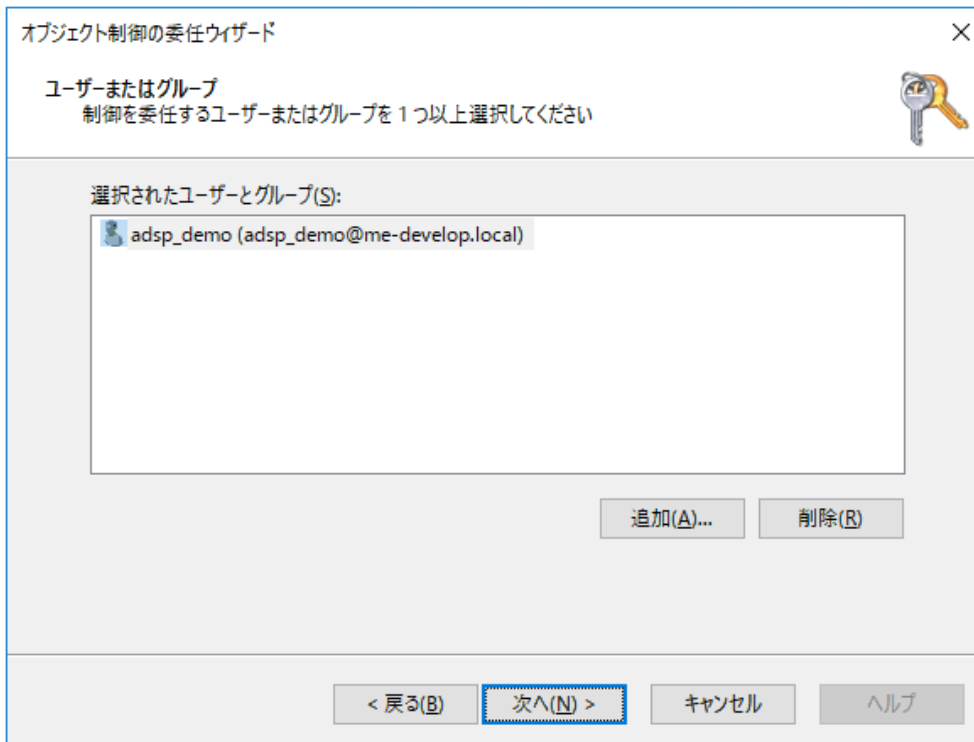 オブジェクト制御の委任ウィザード
ユーザーまたはグループ
制御を委任するユーザーまたはグループを 1 つ以上選択してください
選択されたユーザーとグループ(S):
adsp_demo (adsp_demo@me-develop.local)
追加(A)... 削除(R)
< 戻る(B) 次へ(N) > キャンセル ヘルプ